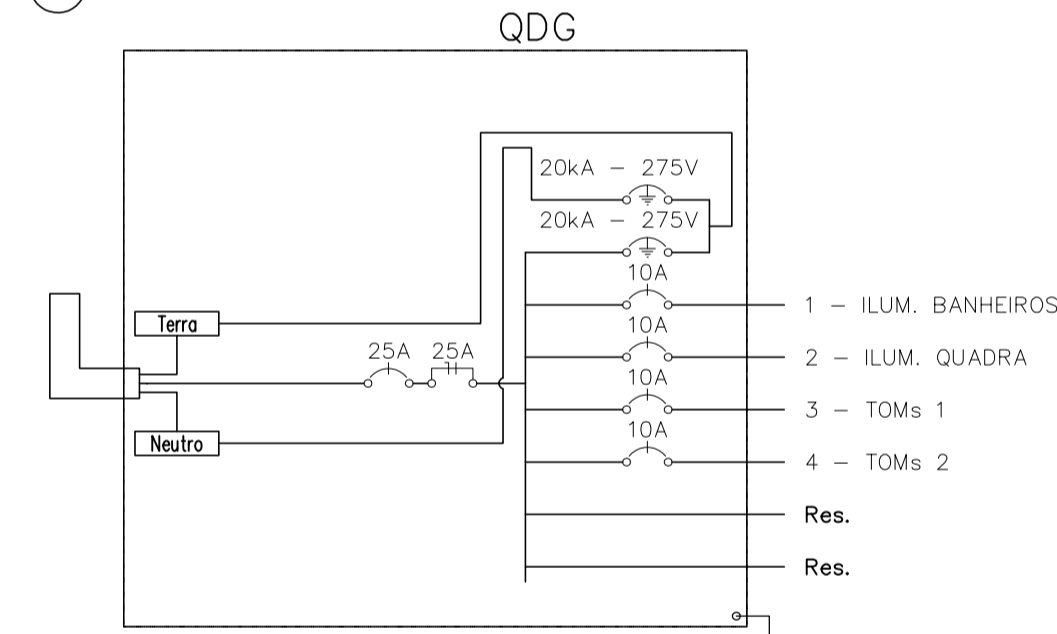 QDG
20kA - 275V
20kA - 275V
10A
1 - ILUM. BANHEIROS
Terra
10A
25A 25A
2 - ILUM. QUADRA
10A
3 - TOMs 1
10A
Neutro
4 - TOMs 2
Res.
Res.